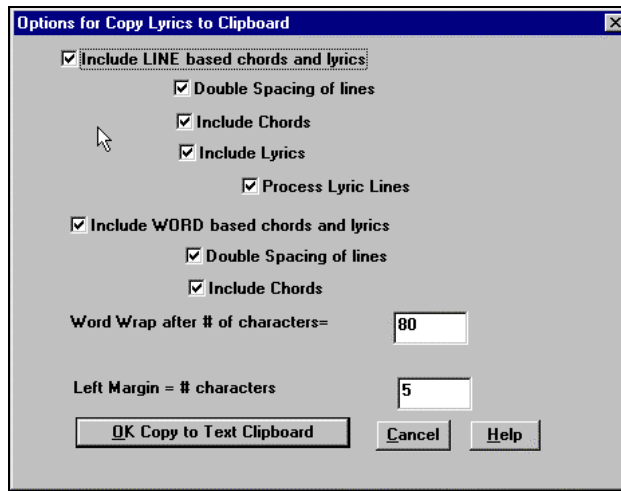 Options for Copy Lyrics to Clipboard
Include LINE based chords and lyrics
Double Spacing of lines
Include Chords
Include Lyrics
Process Lyric Lines
Include WORD based chords and lyrics
Double Spacing of lines
Include Chords
Word Wrap after # of characters= 80
Left Margin = # characters 5
OK Copy to Text Clipboard Cancel Help